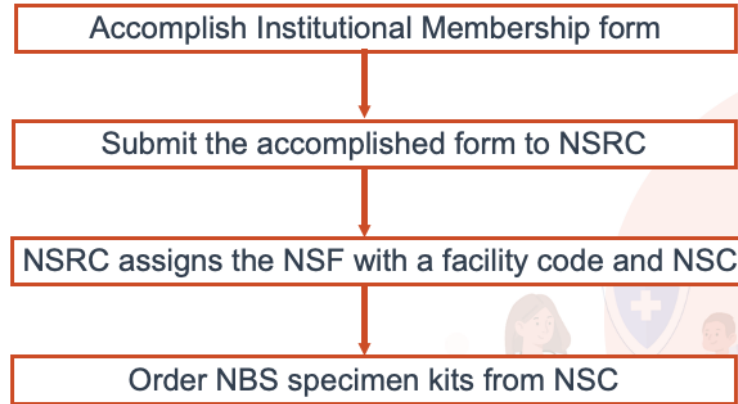 Accomplish Institutional Membership form
Submit the accomplished form to NSRC
NSRC assigns the NSF with a facility code and NSC
Order NBS specimen kits from NSC